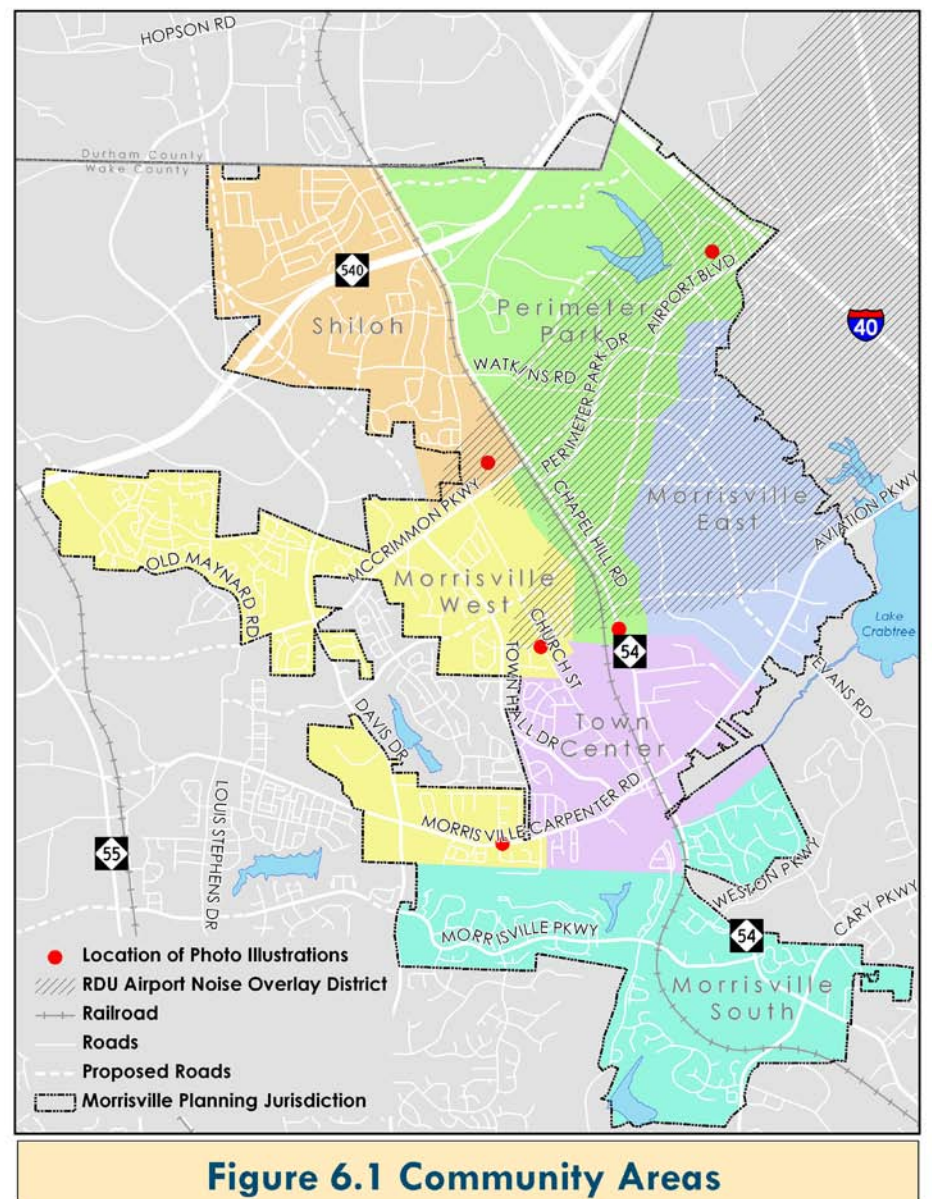 HOPSON RD
Durham County
Wake County
540
Shiloh
Perimeter
Park
AIRPORT BLVD
40
WATKINS RD
PERIMETER PARK DR
MCCRIMMON PKWY
CHAPEL HILL RD
Morrisville
East
AVIATION PKWY
OLD MAYNARD RD
Morrisville
West
CHURCH ST
54
Lake
Crabtree
EVANS RD
TOWN HALL DR
Town
Center
DAVIS DR
LOUIS STEPHENS DR
MORRISVILLE-CARPENTER RD
55
WESTON PKWY
CARY PKWY
MORRISVILLE PKWY
54
Morrisville
South
Location of Photo Illustrations
RDU Airport Noise Overlay District
Railroad
Roads
Proposed Roads
Morrisville Planning Jurisdiction
Figure 6.1 Community Areas